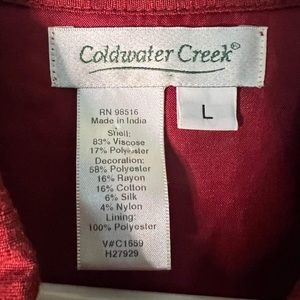 Coldwater Creek®
RN 98516
Made in India
Shell:
83% Viscose
17% Polyester
Decoration:
58% Polyester
16% Rayon
16% Cotton
6% Silk
4% Nylon
Lining:
100% Polyester
V#C1659
H27929
L